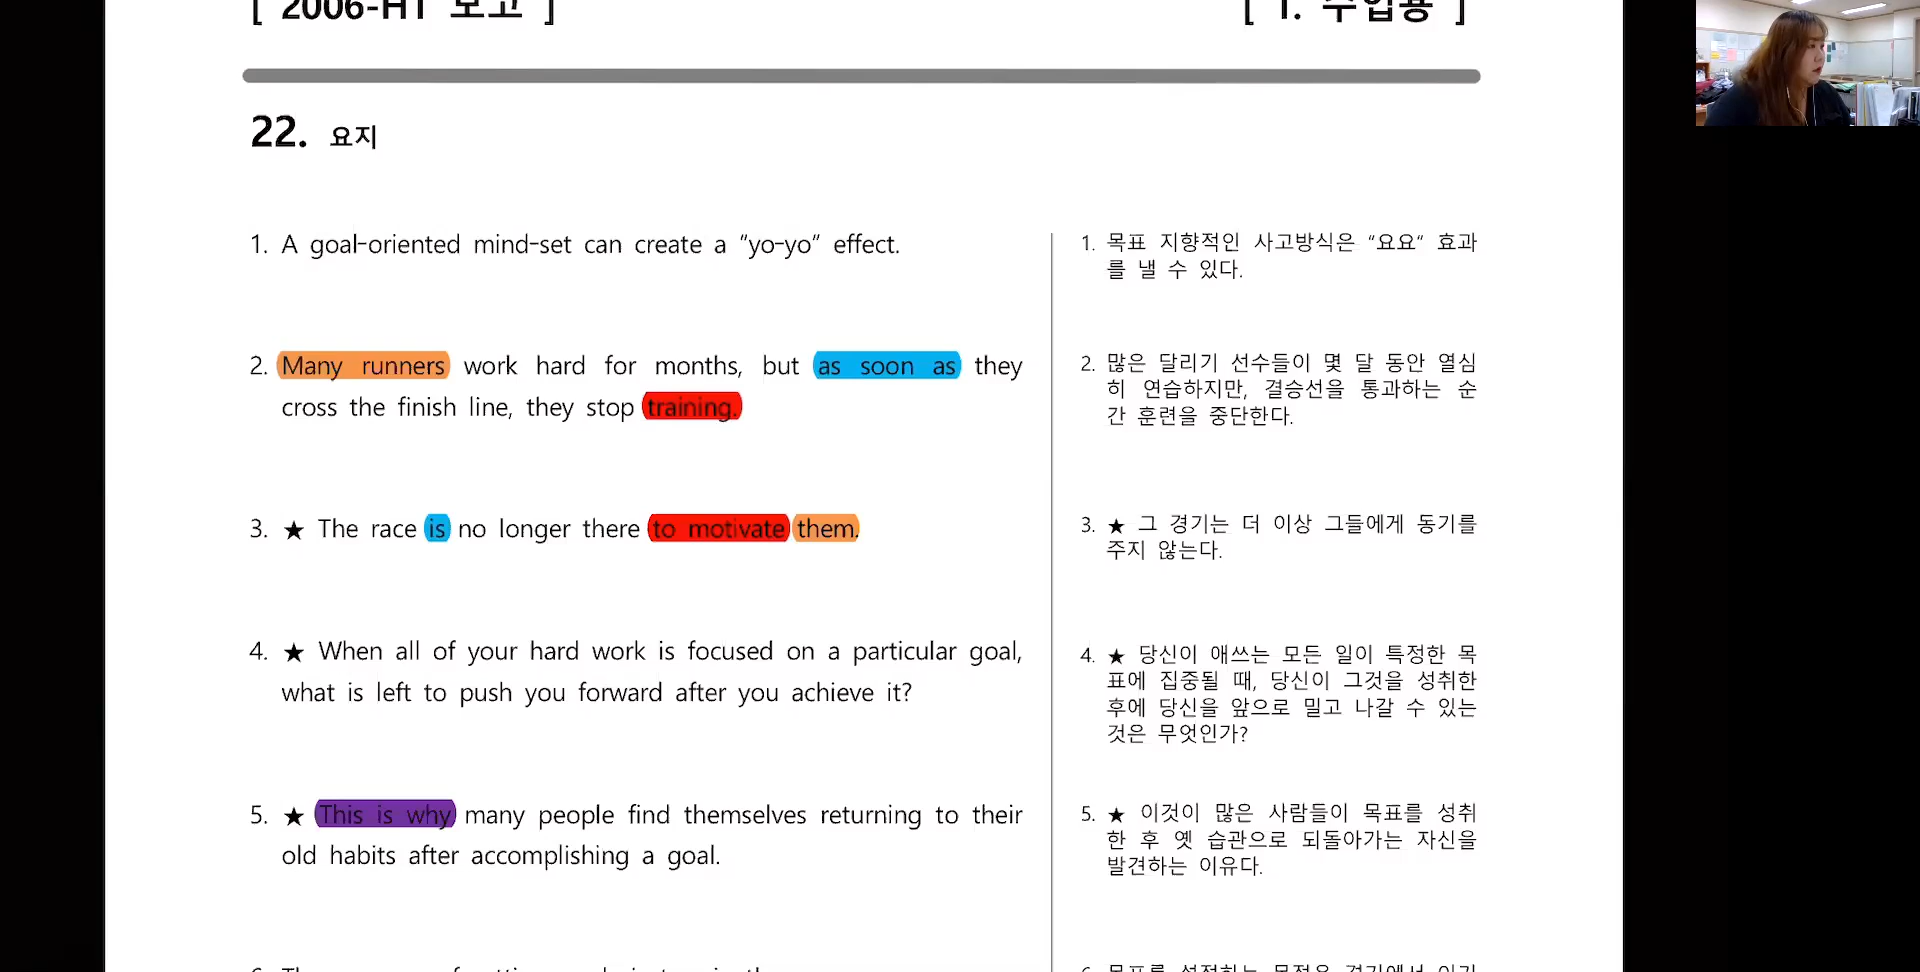 [ 2006-H1 보고 ]
[ 1. 수업용 ]
22. 요지
1. A goal-oriented mind-set can create a "yo-yo" effect.
2. Many runners work hard for months, but as soon as they
cross the finish line, they stop training.
3. ★ The race is no longer there to motivate them.
4. ★ When all of your hard work is focused on a particular goal,
what is left to push you forward after you achieve it?
5. ★ This is why many people find themselves returning to their
old habits after accomplishing a goal.
1. 목표 지향적인 사고방식은 “요요“ 효과
를 낼 수 있다.
2. 많은 달리기 선수들이 몇 달 동안 열심
히 연습하지만, 결승선을 통과하는 순
간 훈련을 중단한다.
3. ★ 그 경기는 더 이상 그들에게 동기를
주지 않는다.
4. ★ 당신이 애쓰는 모든 일이 특정한 목
표에 집중될 때, 당신이 그것을 성취한
후에 당신을 앞으로 밀고 나갈 수 있는
것은 무엇인가?
5. ★ 이것이 많은 사람들이 목표를 성취
한 후 옛 습관으로 되돌아가는 자신을
발견하는 이유다.